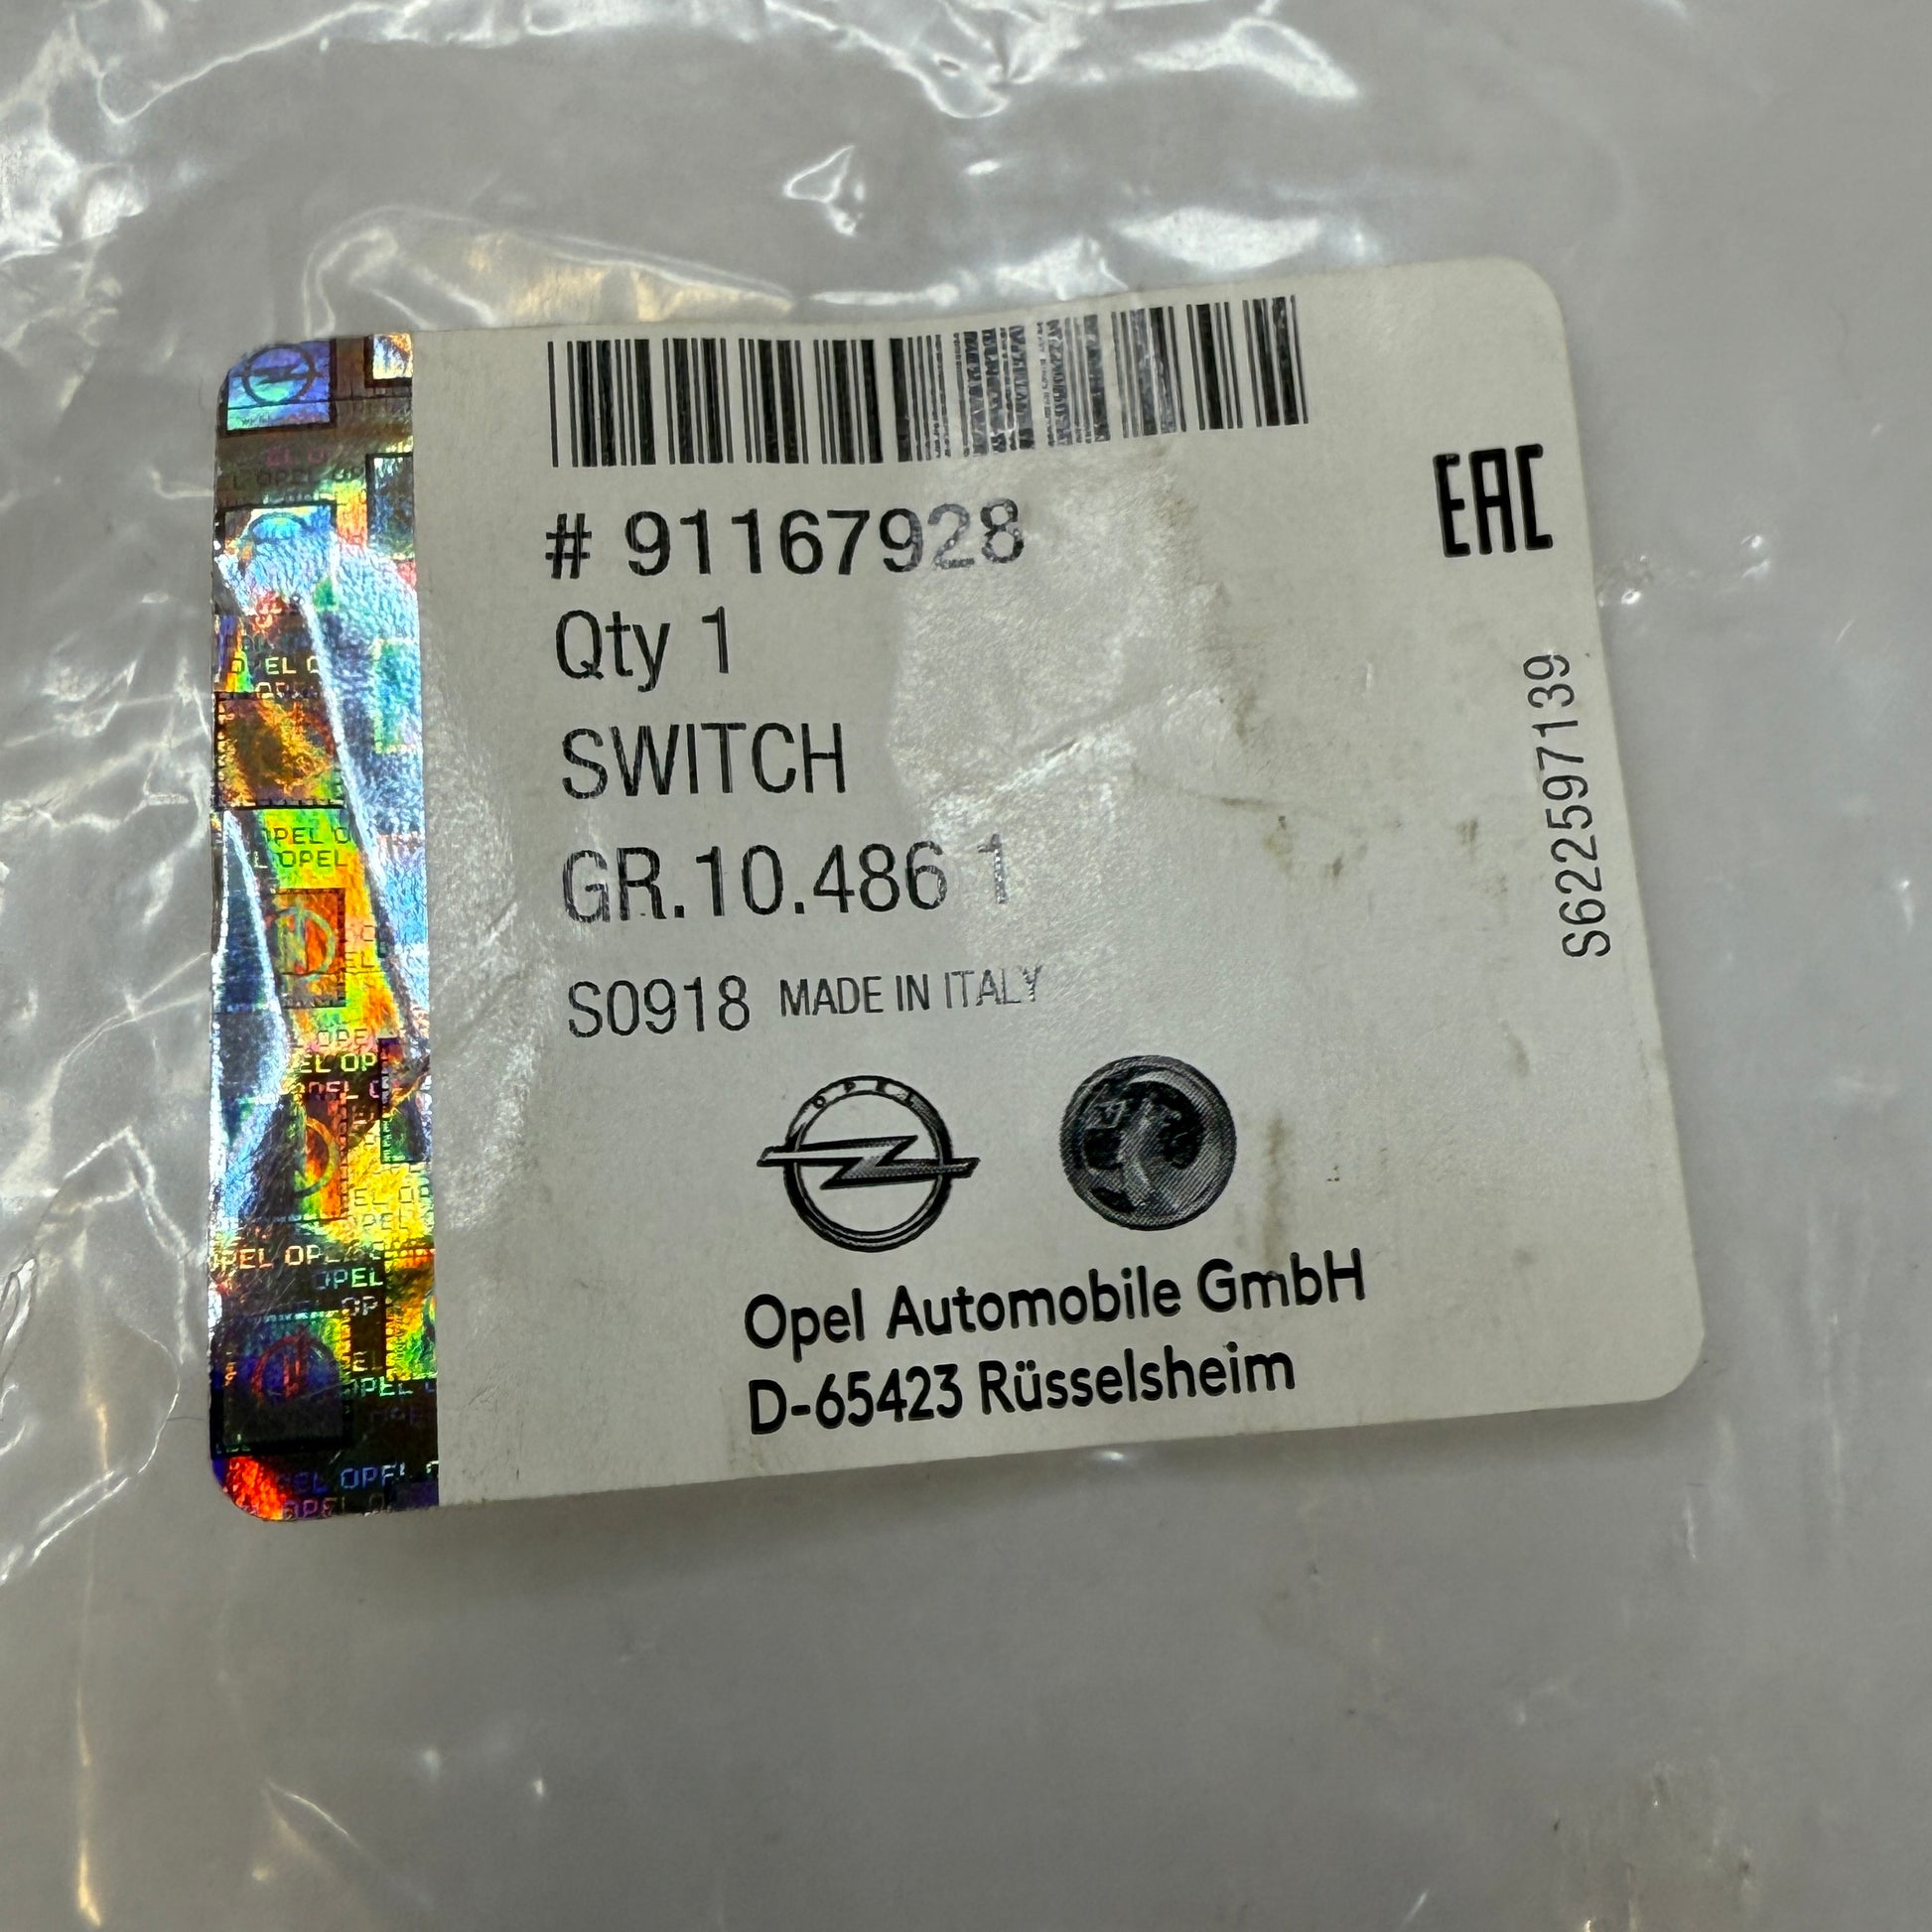 # 91167928
EAC
Qty 1
SWITCH
GR.10.486 1
S0918 MADE IN ITALY
S622597139
OPEL
Opel Automobile GmbH
D-65423 Rüsselsheim